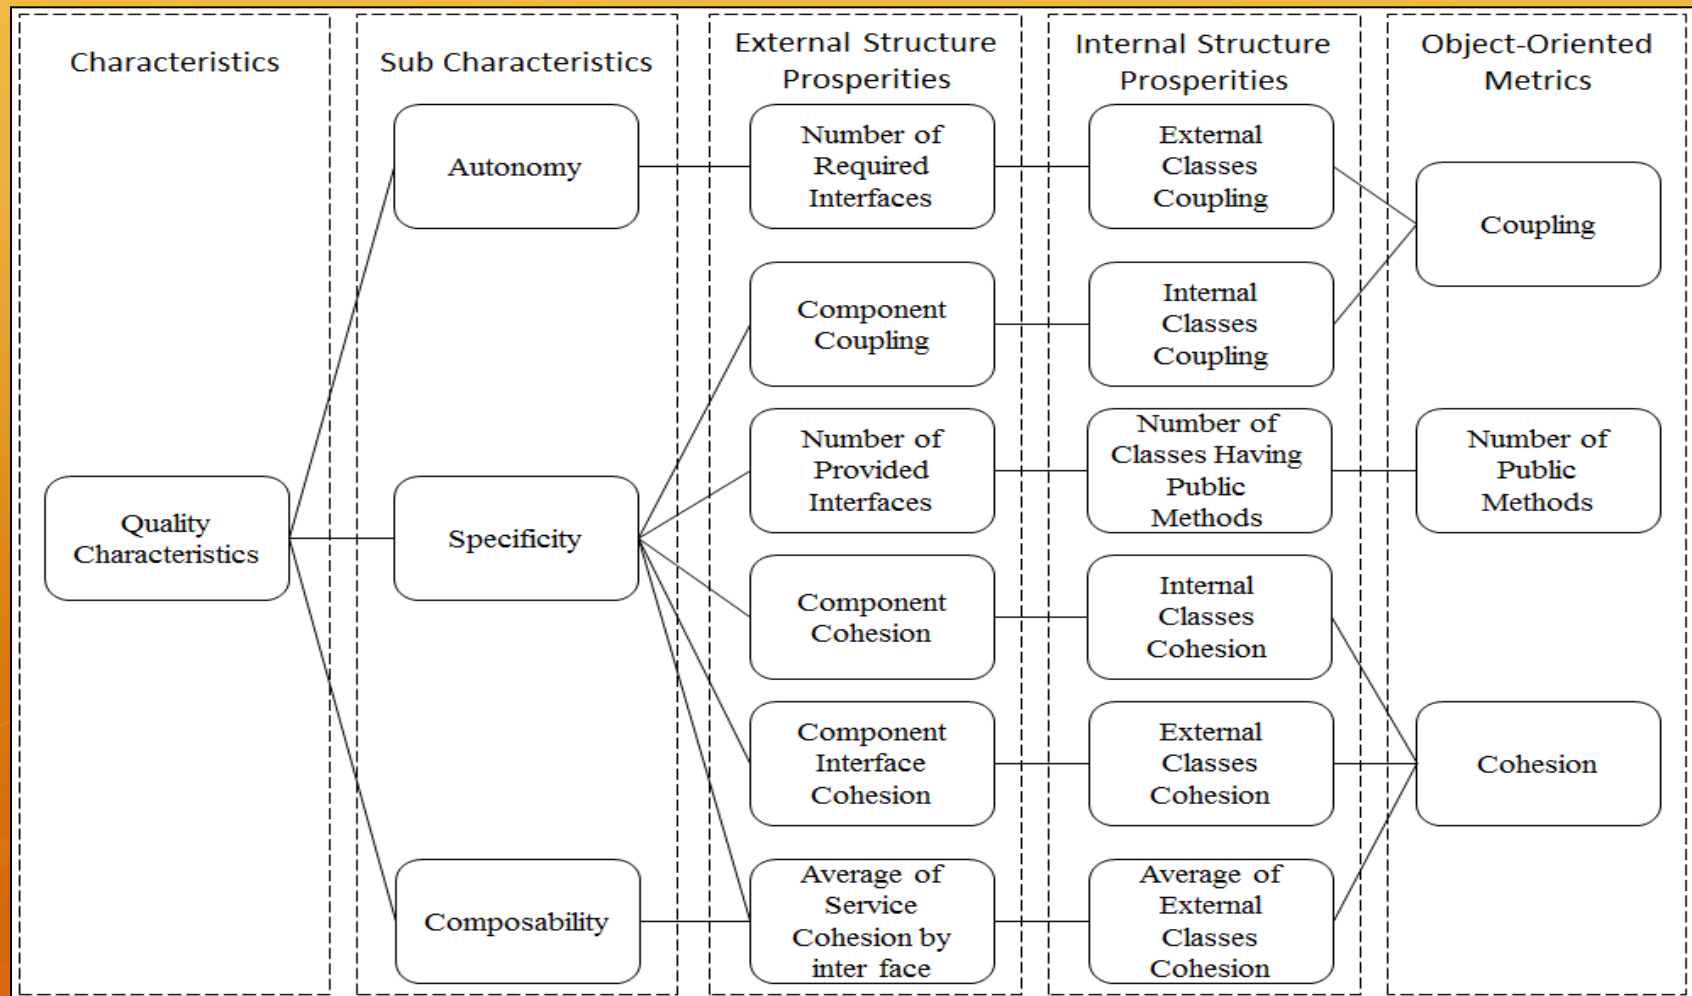 Characteristics
Sub Characteristics
External Structure
Prosperities
Internal Structure
Prosperities
Object-Oriented
Metrics
Quality
Characteristics
Autonomy
Specificity
Composability
Number of
Required
Interfaces
Component
Coupling
Number of
Provided
Interfaces
Component
Cohesion
Component
Interface
Cohesion
Average of
Service
Cohesion by
inter face
External
Classes
Coupling
Internal
Classes
Coupling
Number of
Classes Having
Public
Methods
Internal
Classes
Cohesion
External
Classes
Cohesion
Average of
External
Classes
Cohesion
Coupling
Number of
Public
Methods
Cohesion